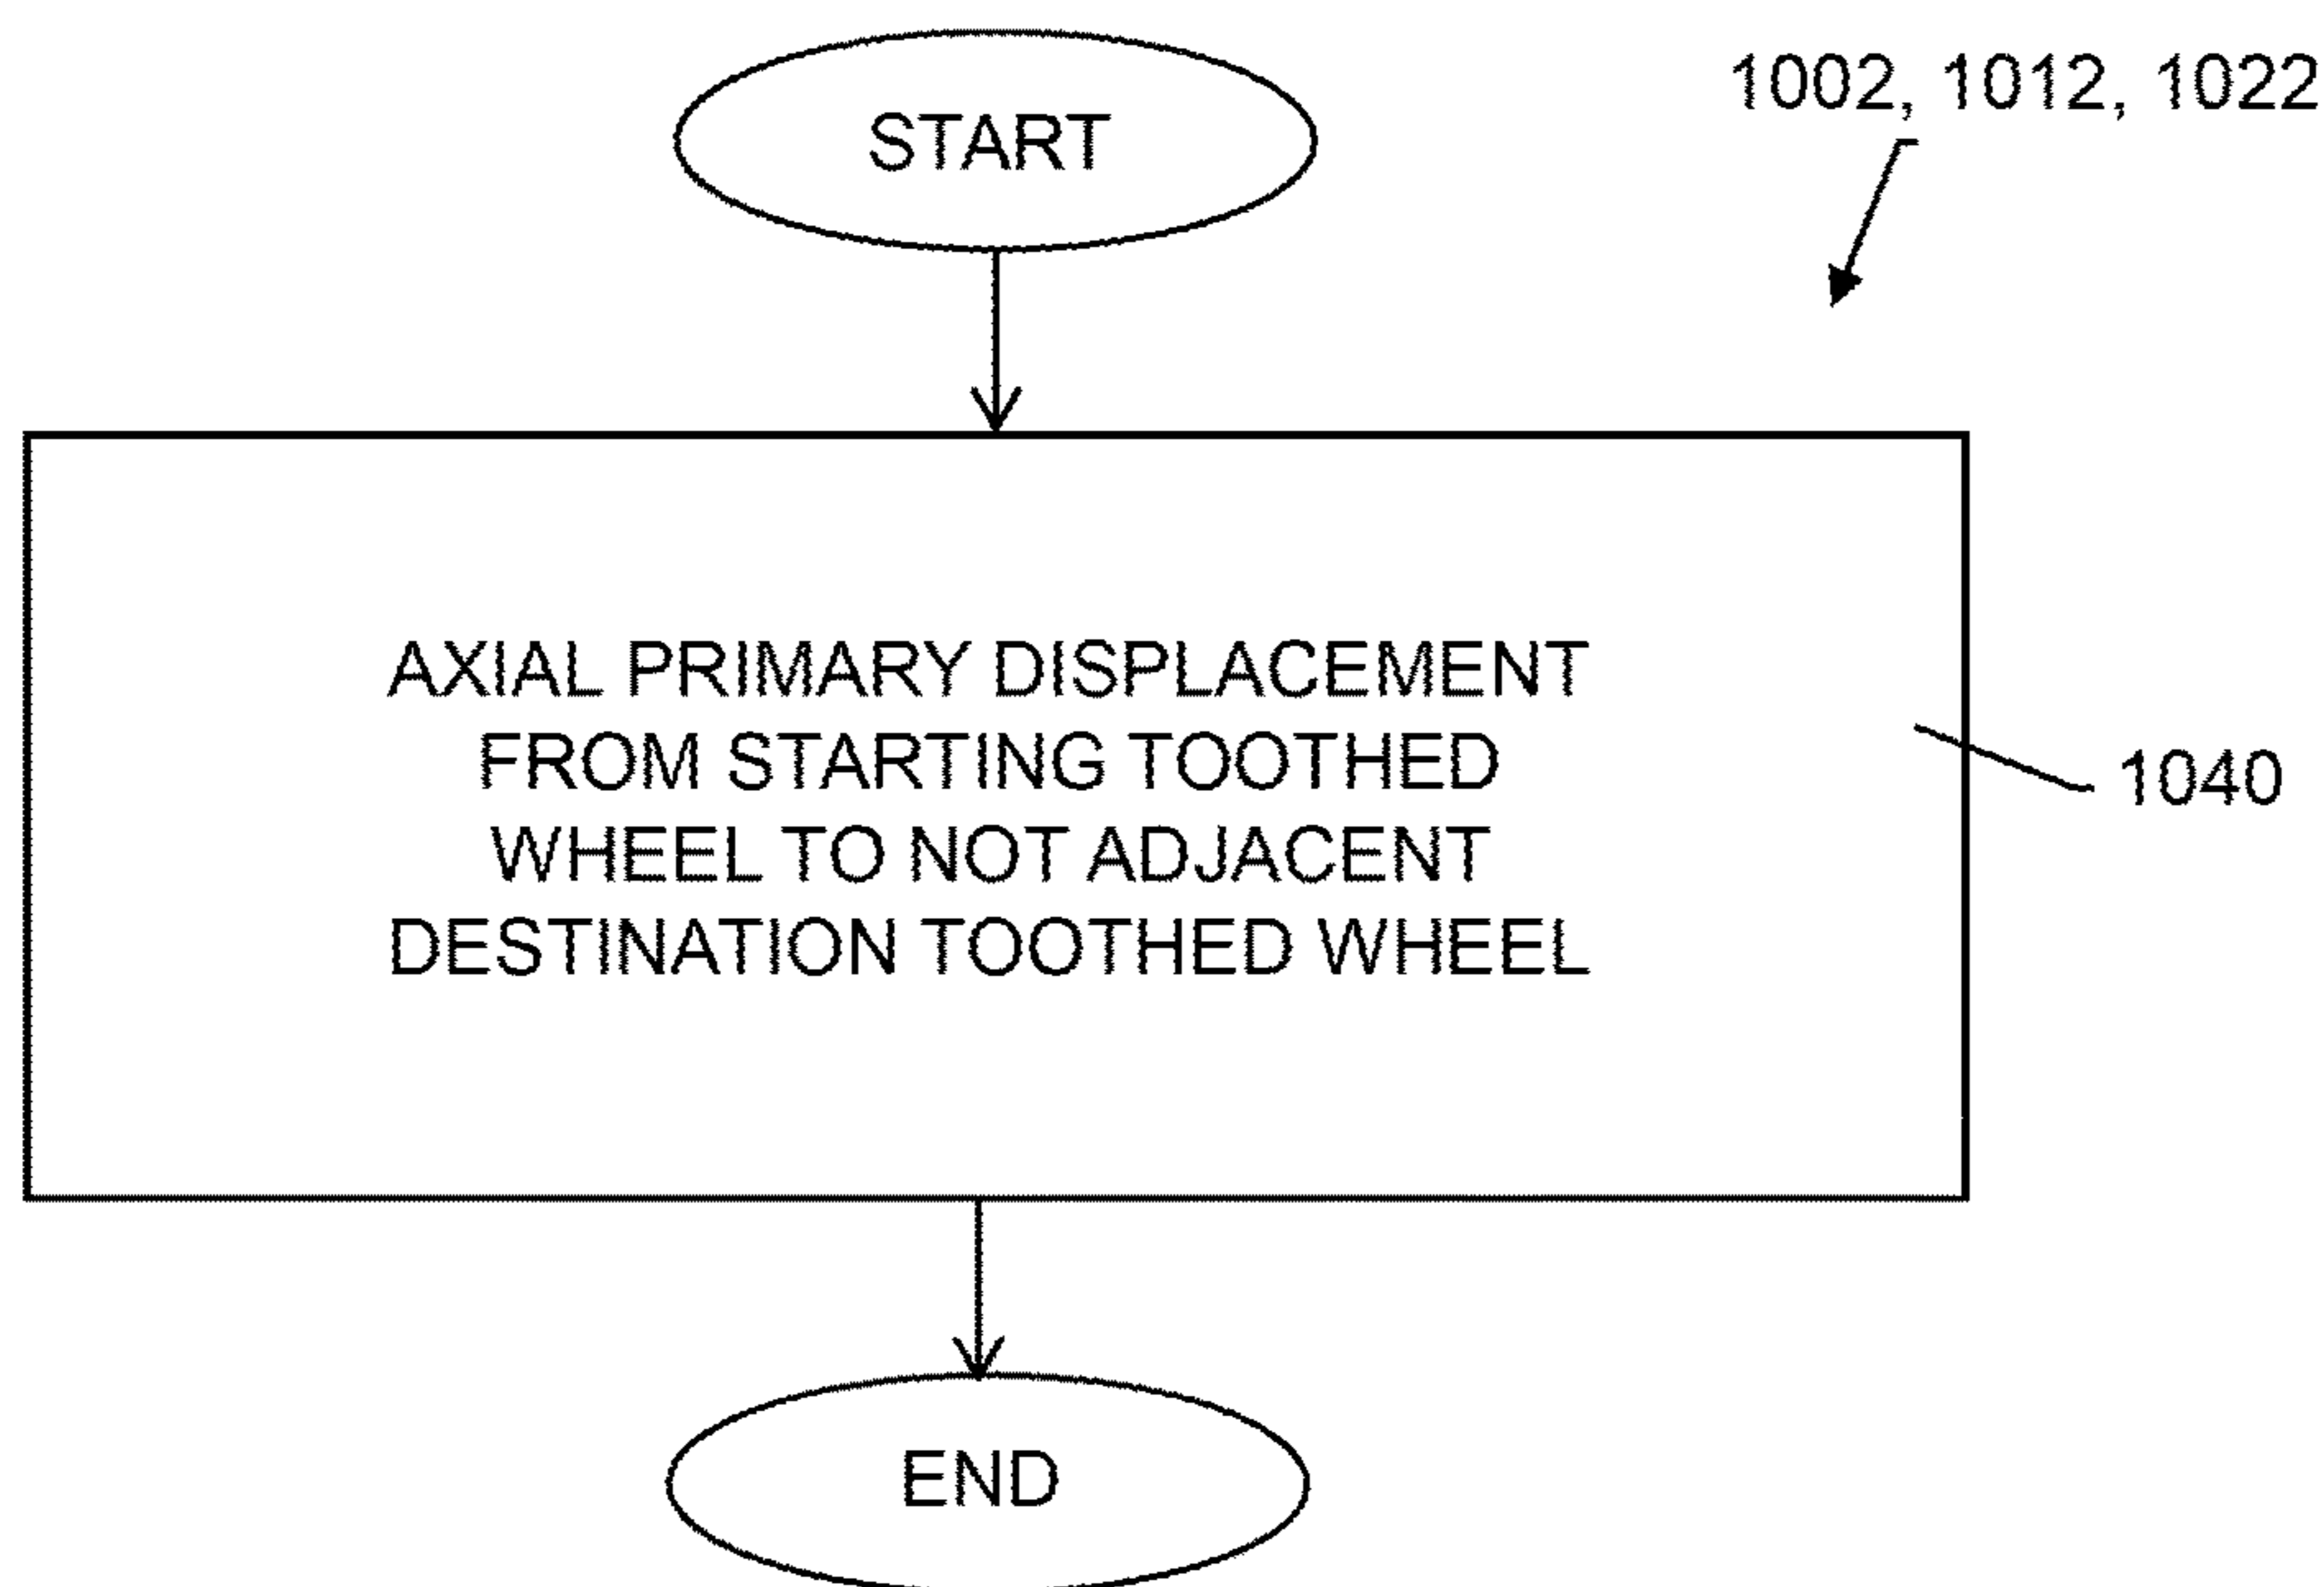 START
1002, 1012, 1022
AXIAL PRIMARY DISPLACEMENT
FROM STARTING TOOTHED
WHEEL TO NOT ADJACENT
DESTINATION TOOTHED WHEEL
1040
END